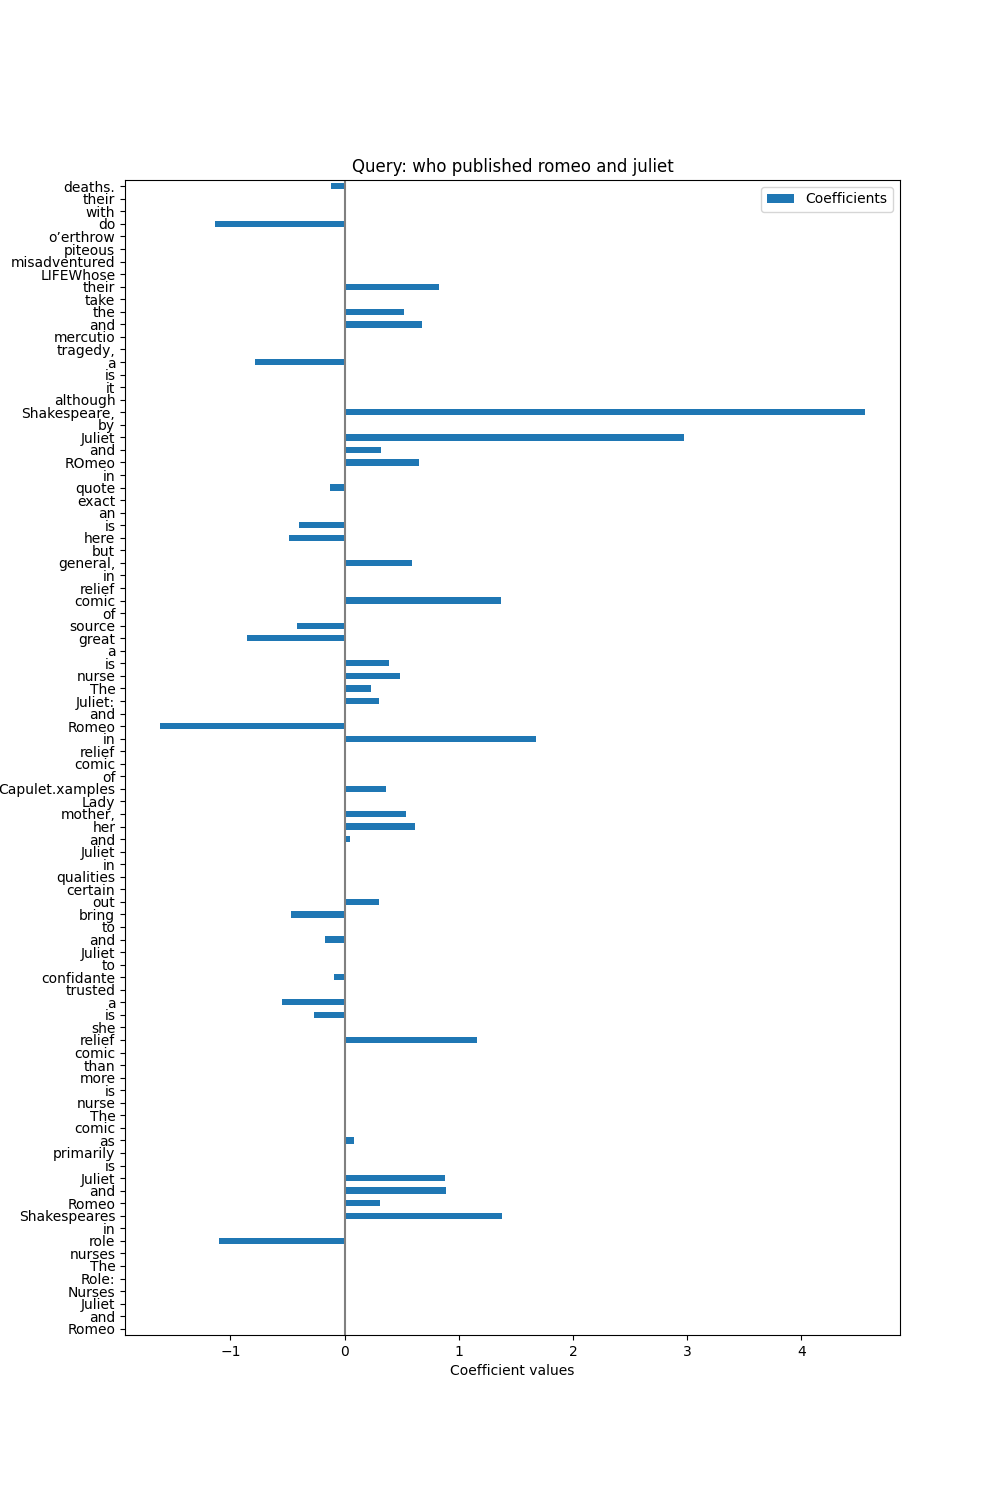 Query: who published romeo and juliet
Coefficients
deaths.
their
with
do
o’erthrow
piteous
misadventured
LIFEWhose
their
take
the
and
mercutio
tragedy,
a
is
it
although
Shakespeare,
by
Juliet
and
ROmeo
in
quote
exact
an
is
here
but
general,
in
relief
comic
of
source
great
a
is
nurse
The
Juliet:
and
Romeo
in
relief
comic
of
Capulet.xamples
Lady
mother,
her
and
Juliet
in
qualities
certain
out
bring
to
and
Juliet
to
confidante
trusted
a
is
she
relief
comic
than
more
is
nurse
The
comic
as
primarily
is
Juliet
and
Romeo
Shakespeares
in
role
nurses
The
Role:
Nurses
Juliet
and
Romeo
−1 0 1 2 3 4
Coefficient values